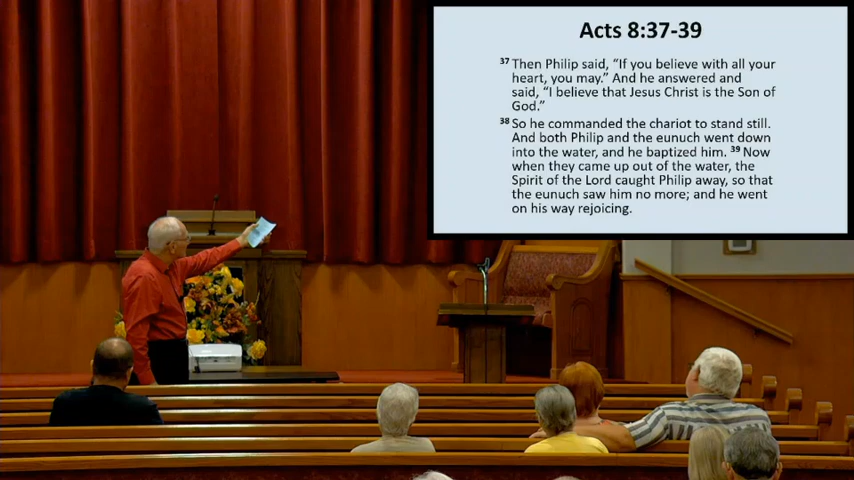 Acts 8:37-39
37 Then Philip said, “If you believe with all your
heart, you may.” And he answered and
said, “I believe that Jesus Christ is the Son of
God.”
38 So he commanded the chariot to stand still.
And both Philip and the eunuch went down
into the water, and he baptized him. 39 Now
when they came up out of the water, the
Spirit of the Lord caught Philip away, so that
the eunuch saw him no more; and he went
on his way rejoicing.